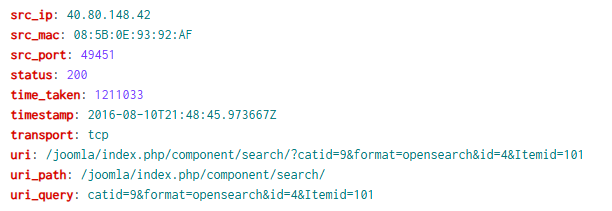 src_ip: 40.80.148.42
src_mac: 08:5B:0E:93:92:AF
src_port: 49451
status: 200
time_taken: 1211033
timestamp: 2016-08-10T21:48:45.973667Z
transport: tcp
uri: /joomla/index.php/component/search/?catid=9&format=opensearch&id=4&Itemid=101
uri_path: /joomla/index.php/component/search/
uri_query: catid=9&format=opensearch&id=4&Itemid=101